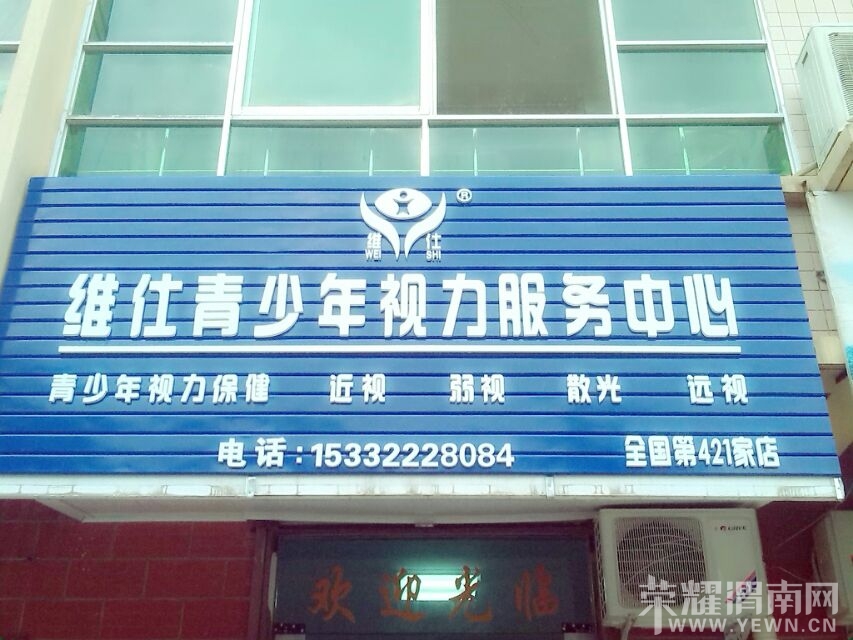 ®
维 仕
WEI SHI
维仕青少年视力服务中心
青少年视力保健 近视 弱视 散光 远视
电话:15332228084 全国第421家店
欢迎光临
GREE
荣耀渭南网
WWW.YEWN.CN